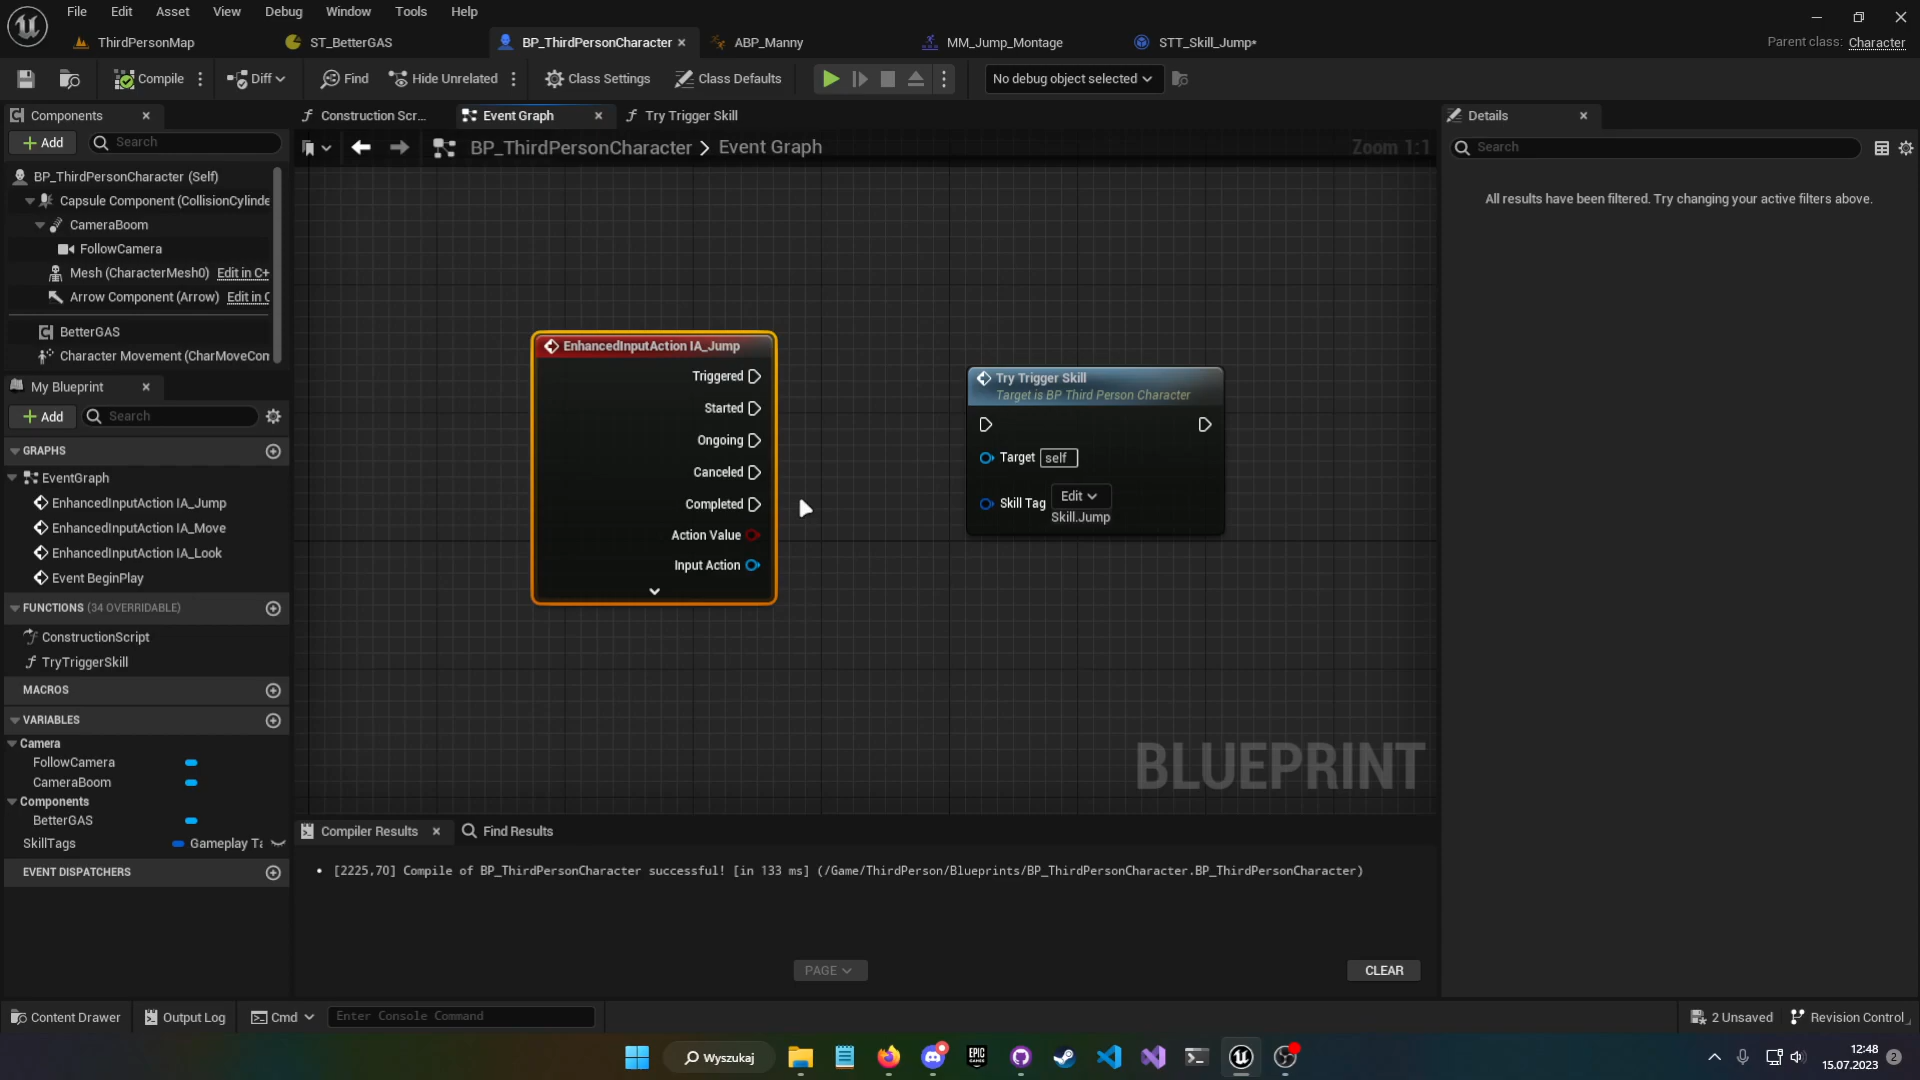 File Edit Asset View Debug Window Tools Help
ThirdPersonMap ST_BetterGAS BP_ThirdPersonCharacter ABP_Manny MM_Jump_Montage STT_Skill_Jump*
Parent class: Character
Compile Diff Find Hide Unrelated Class Settings Class Defaults No debug object selected
Components
Add Search
BP_ThirdPersonCharacter (Self)
Capsule Component (CollisionCylinde
CameraBoom
FollowCamera
Mesh (CharacterMesh0) Edit in C+
Arrow Component (Arrow) Edit in C
BetterGAS
Character Movement (CharMoveCon
My Blueprint
Add Search
GRAPHS
EventGraph
EnhancedInputAction IA_Jump
EnhancedInputAction IA_Move
EnhancedInputAction IA_Look
Event BeginPlay
FUNCTIONS (34 OVERRIDABLE)
ConstructionScript
TryTriggerSkill
MACROS
VARIABLES
Camera
FollowCamera
CameraBoom
Components
BetterGAS
SkillTags Gameplay Ta
EVENT DISPATCHERS
Construction Scr... Event Graph Try Trigger Skill
BP_ThirdPersonCharacter > Event Graph Zoom 1:1
EnhancedInputAction IA_Jump
Triggered
Started
Ongoing
Canceled
Completed
Action Value
Input Action
Try Trigger Skill
Target is BP Third Person Character
Target self
Skill Tag Edit
Skill.Jump
BLUEPRINT
Compiler Results Find Results
[2225,70] Compile of BP_ThirdPersonCharacter successful! [in 133 ms] (/Game/ThirdPerson/Blueprints/BP_ThirdPersonCharacter.BP_ThirdPersonCharacter)
PAGE CLEAR
Details
Search
All results have been filtered. Try changing your active filters above.
Content Drawer Output Log Cmd Enter Console Command 2 Unsaved Revision Control
Wyszukaj
EPIC GAMES
12:48
15.07.2023
2